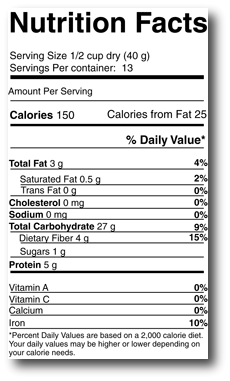 Nutrition Facts
Serving Size 1/2 cup dry (40 g)
Servings Per container: 13
Amount Per Serving
Calories 150 Calories from Fat 25
% Daily Value*
Total Fat 3 g 4%
Saturated Fat 0.5 g 2%
Trans Fat 0 g 0%
Cholesterol 0 mg 0%
Sodium 0 mg 0%
Total Carbohydrate 27 g 9%
Dietary Fiber 4 g 15%
Sugars 1 g
Protein 5 g
Vitamin A 0%
Vitamin C 0%
Calcium 0%
Iron 10%
*Percent Daily Values are based on a 2,000 calorie diet.
Your daily values may be higher or lower depending on
your calorie needs.